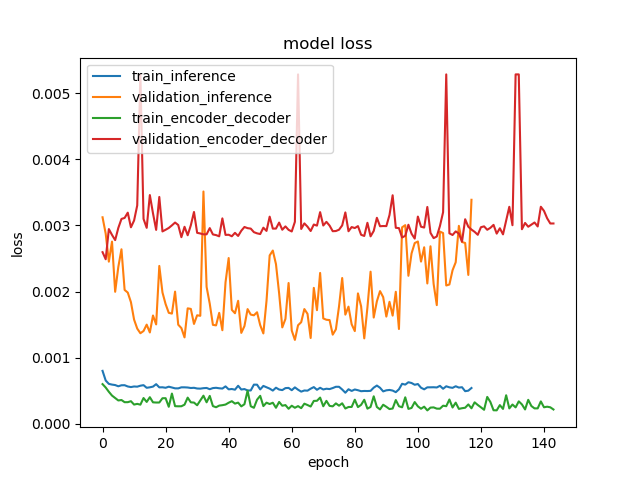 model loss
train_inference
validation_inference
train_encoder_decoder
validation_encoder_decoder
loss
0.005
0.004
0.003
0.002
0.001
0.000
0 20 40 60 80 100 120 140
epoch